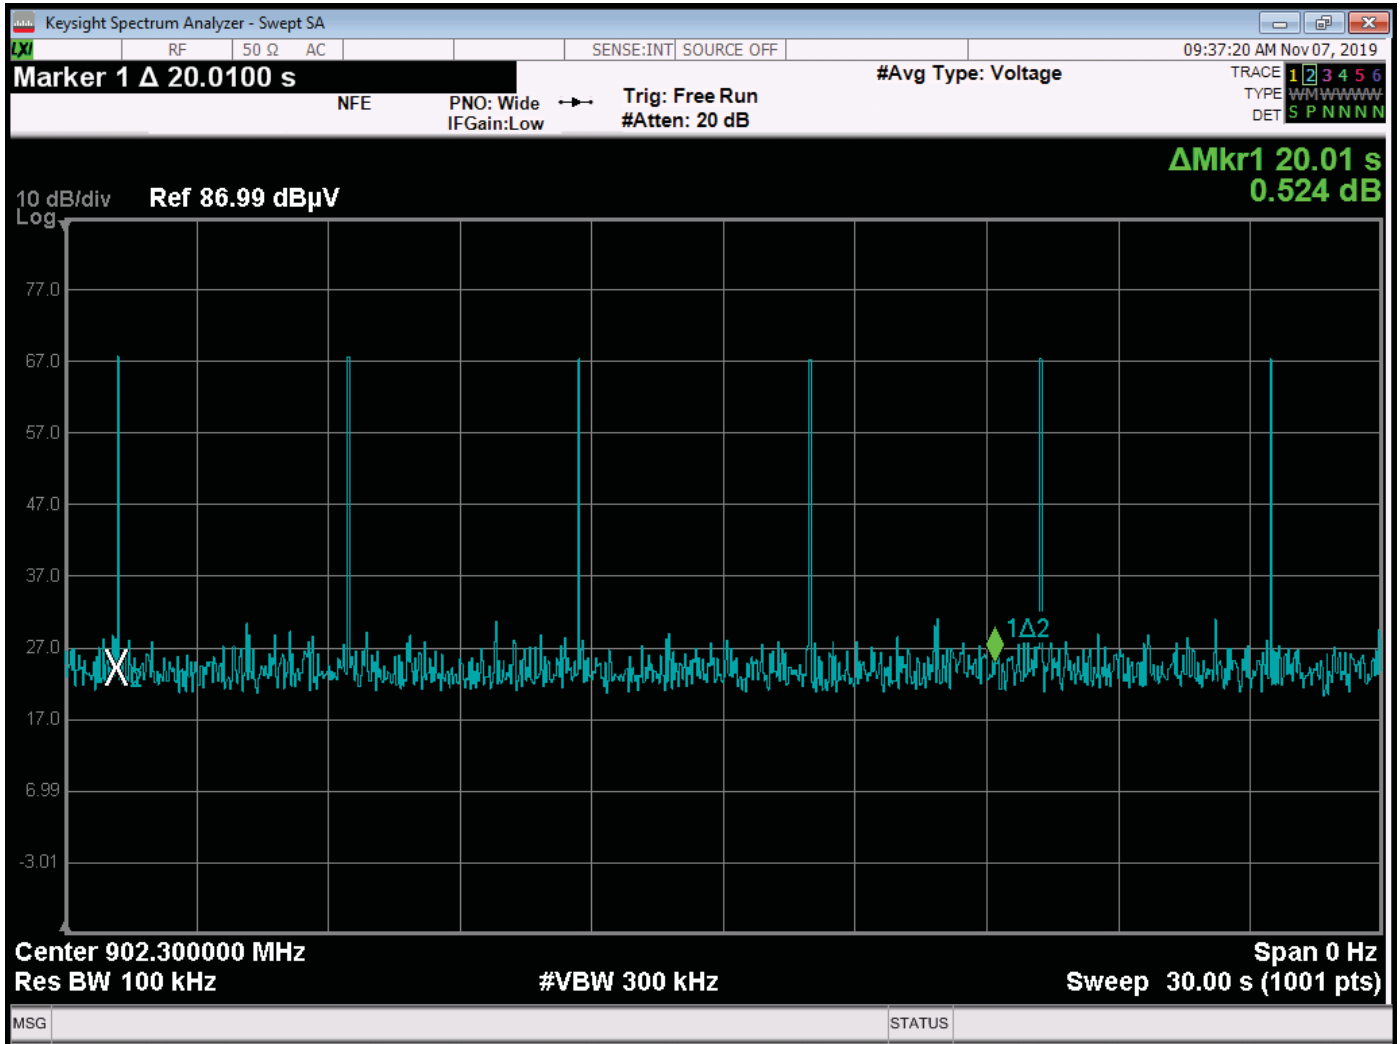 Keysight Spectrum Analyzer - Swept SA
LXI RF 50 Ω AC SENSE:INT SOURCE OFF 09:37:20 AM Nov 07, 2019
Marker 1 Δ 20.0100 s
#Avg Type: Voltage
TRACE 1 2 3 4 5 6
NFE PNO: Wide Trig: Free Run
TYPE W M W W W W
IFGain:Low #Atten: 20 dB
DET S P N N N N
ΔMkr1 20.01 s
0.524 dB
10 dB/div Ref 86.99 dBµV
Log
77.0
67.0
57.0
47.0
37.0
1Δ2
27.0
17.0
6.99
-3.01
Center 902.300000 MHz Span 0 Hz
Res BW 100 kHz #VBW 300 kHz Sweep 30.00 s (1001 pts)
MSG STATUS